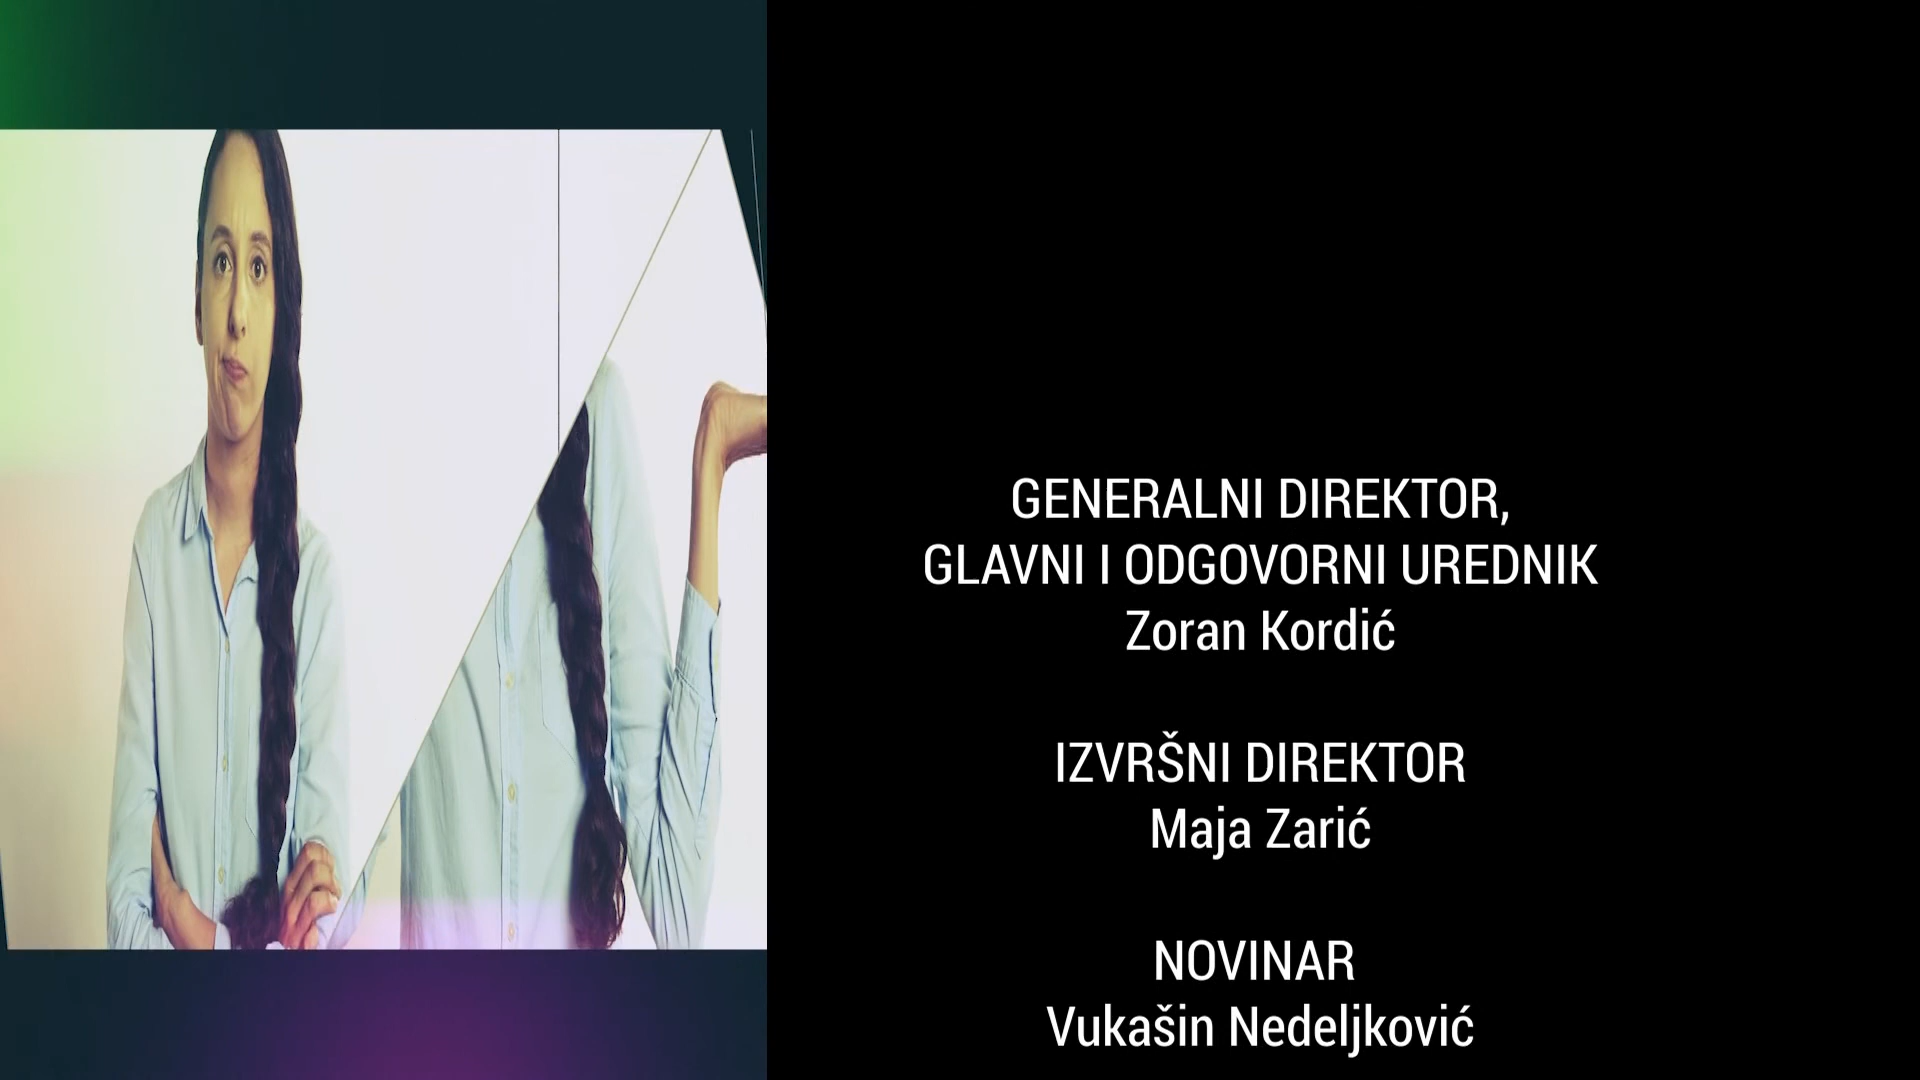 GENERALNI DIREKTOR,
GLAVNI I ODGOVORNI UREDNIK
Zoran Kordić
IZVRŠNI DIREKTOR
Maja Zarić
NOVINAR
Vukašin Nedeljković